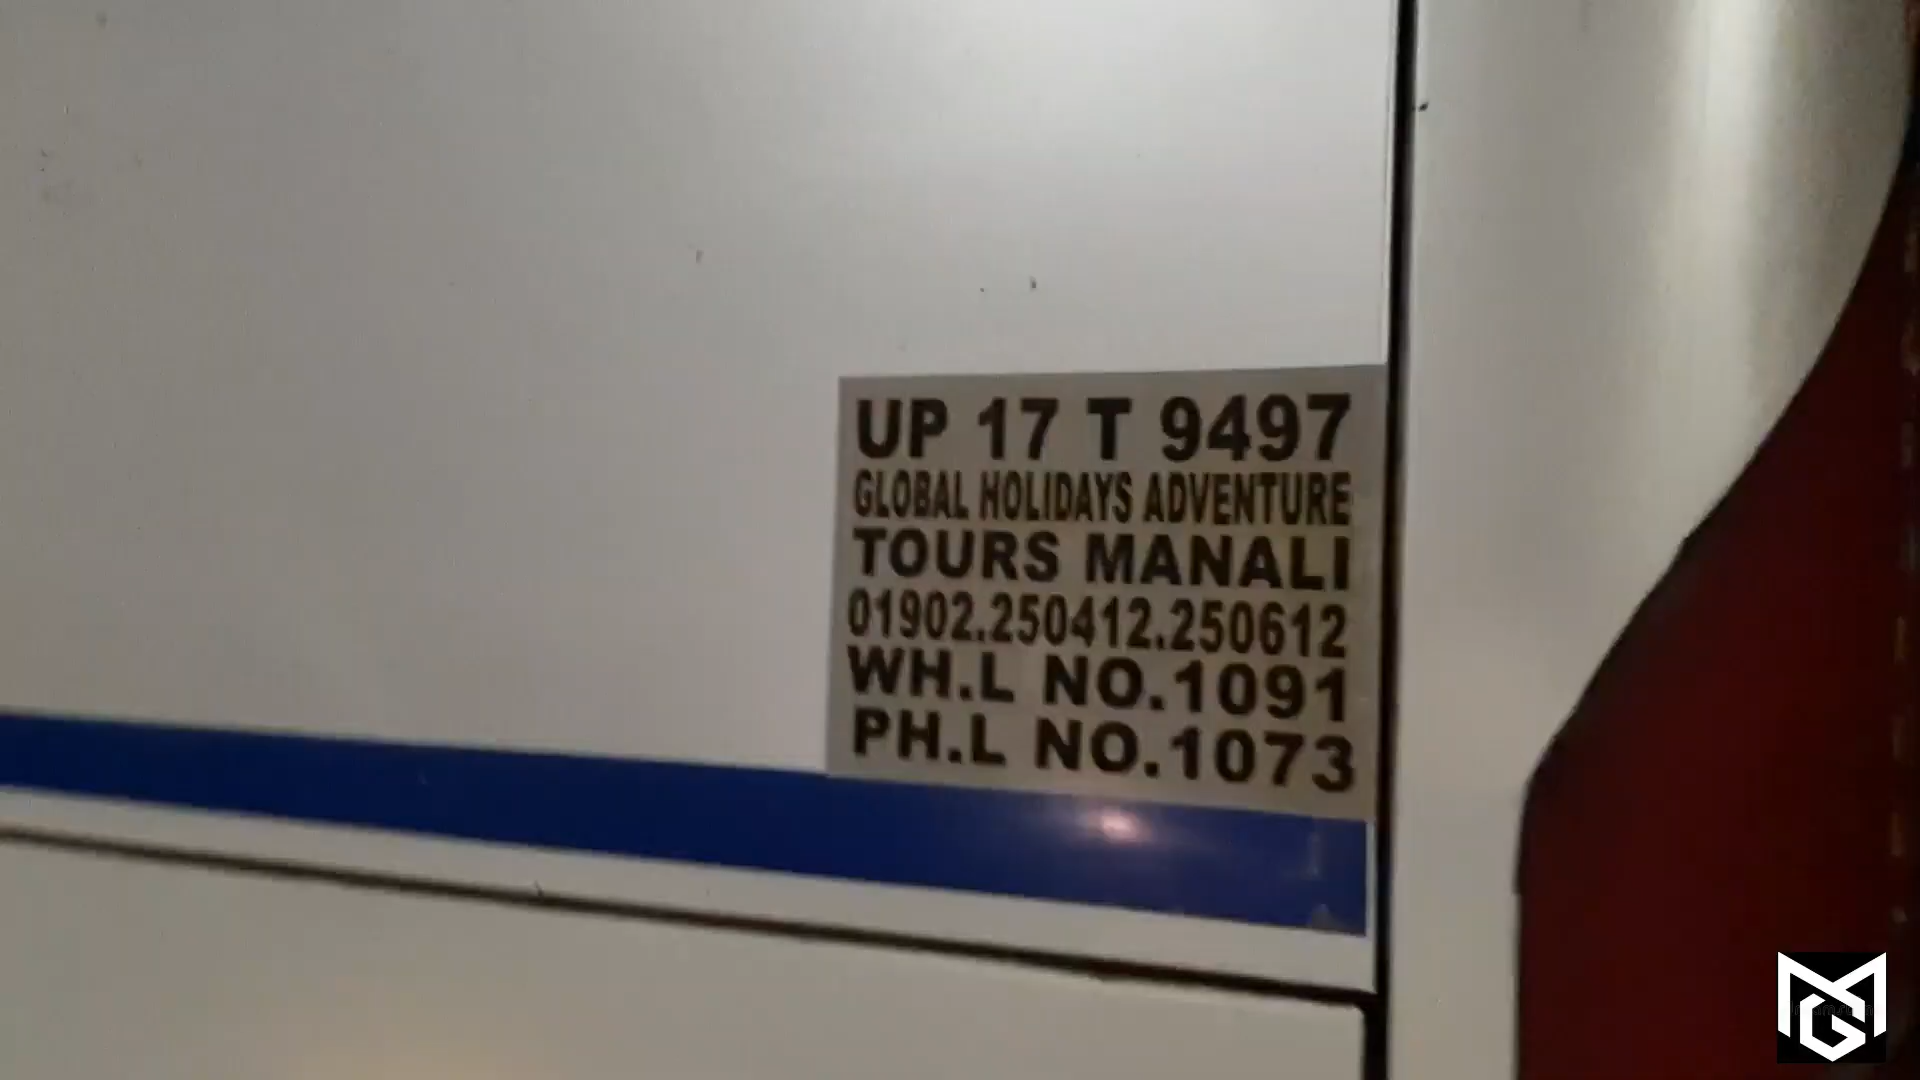 UP 17 T 9497
GLOBAL HOLIDAYS ADVENTURE
TOURS MANALI
01902.250412.250612
WH.L NO.1091
PH.L NO.1073